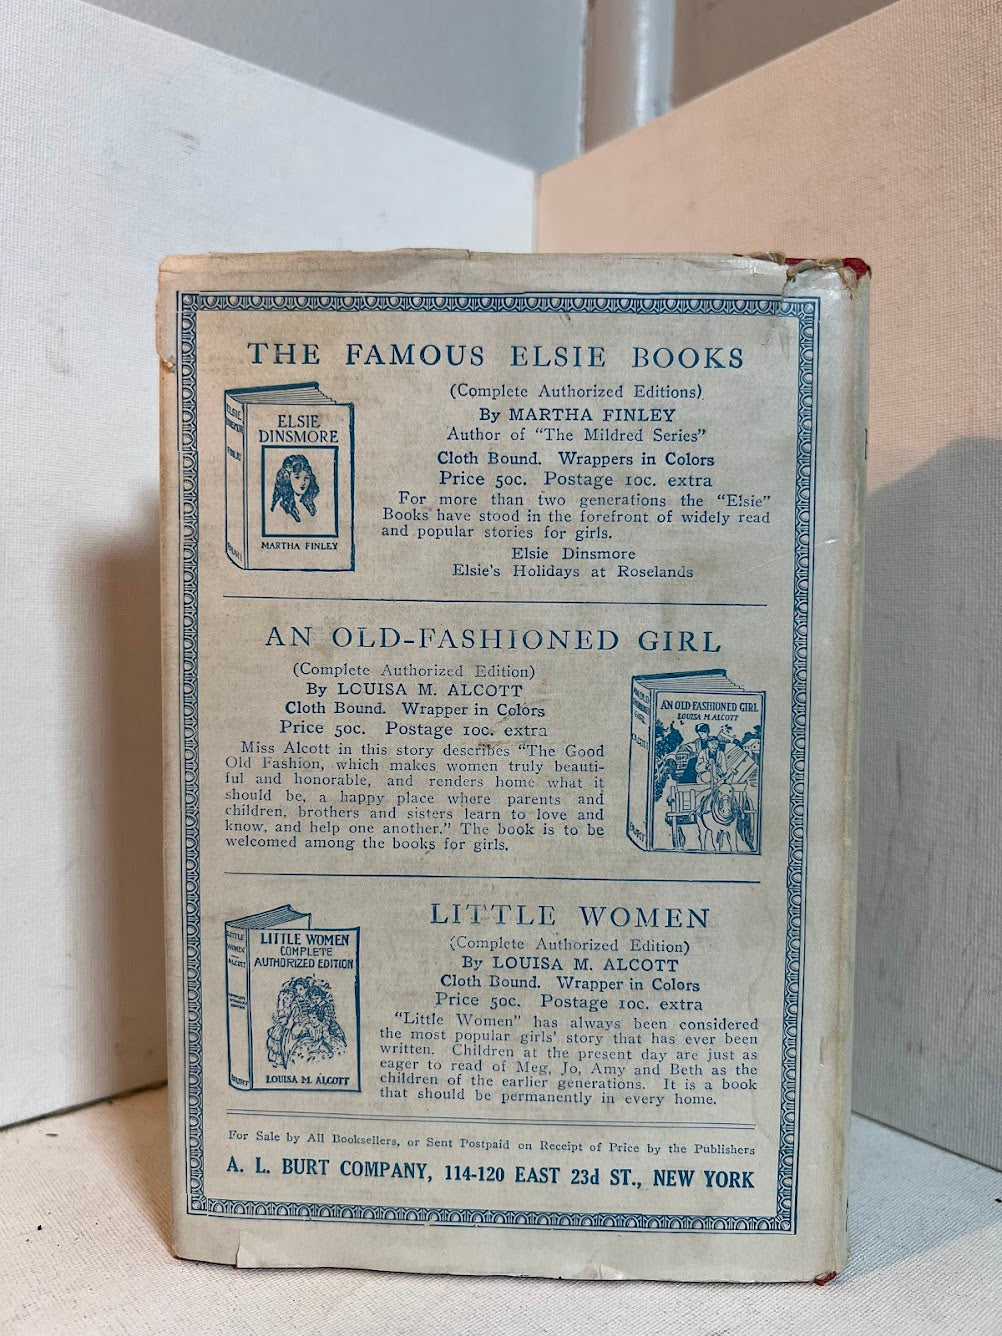 THE FAMOUS ELSIE BOOKS
ELSIE
DINSMORE
MARTHA FINLEY
(Complete Authorized Editions)
By MARTHA FINLEY
Author of "The Mildred Series"
Cloth Bound. Wrappers in Colors
Price 50c. Postage 10c. extra
For more than two generations the "Elsie"
Books have stood in the forefront of widely read
and popular stories for girls.
Elsie Dinsmore
Elsie's Holidays at Roselands
AN OLD-FASHIONED GIRL
(Complete Authorized Edition)
By LOUISA M. ALCOTT
Cloth Bound. Wrapper in Colors
Price 50c. Postage 10c. extra
Miss Alcott in this story describes "The Good
Old Fashion, which makes women truly beauti-
ful and honorable, and renders home what it
should be, a happy place where parents and
children, brothers and sisters learn to love and
know, and help one another." The book is to be
welcomed among the books for girls.
AN OLD-FASHIONED GIRL
LOUISA M ALCOTT
ALCOTT
BURT
LITTLE WOMEN
LITTLE
WOMEN
ALCOTT
BURT
LITTLE WOMEN
COMPLETE
AUTHORIZED EDITION
LOUISA M. ALCOTT
(Complete Authorized Edition)
By LOUISA M. ALCOTT
Cloth Bound. Wrapper in Colors
Price 50c. Postage 10c. extra
"Little Women" has always been considered
the most popular girls' story that has ever been
written. Children at the present day are just as
eager to read of Meg, Jo, Amy and Beth as the
children of the earlier generations. It is a book
that should be permanently in every home.
For Sale by All Booksellers, or Sent Postpaid on Receipt of Price by the Publishers
A. L. BURT COMPANY, 114-120 EAST 23d ST., NEW YORK